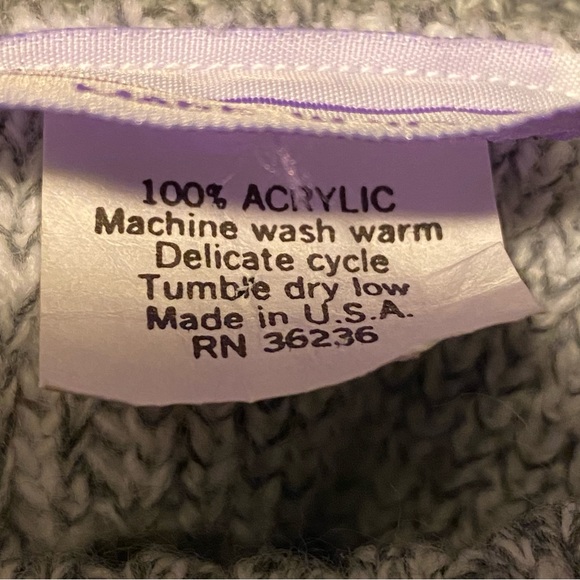 100% ACRYLIC
Machine wash warm
Delicate cycle
Tumble dry low
Made in U.S.A.
RN 36236